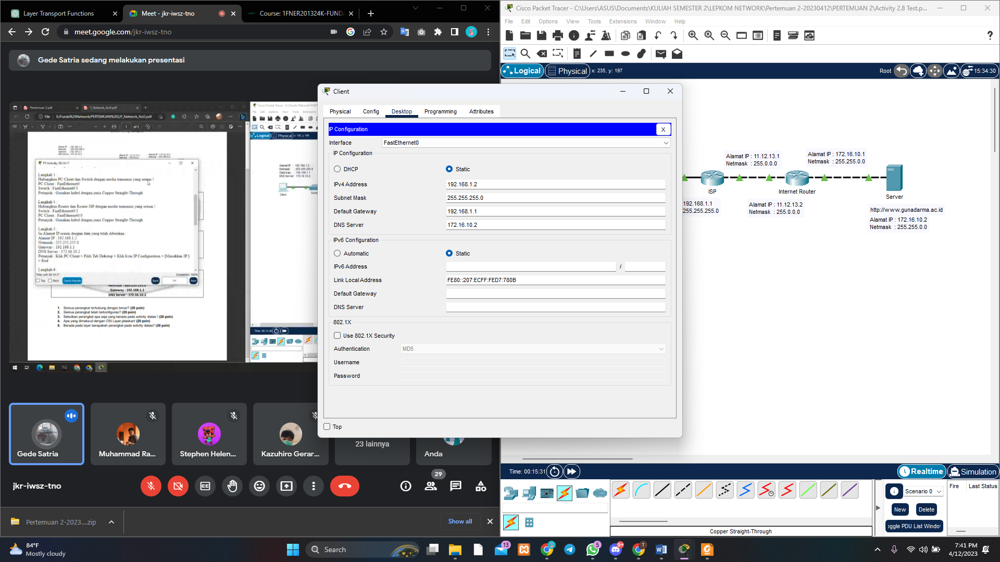 Layer Transport Functions
Meet - jkr-iwsz-tno
Course: 1FNER201324K-FUND
meet.google.com/jkr-iwsz-tno
Gede Satria sedang melakukan presentasi
Pertemuan 2.pdf
F_Network_Act2.pdf
File
E:/Funda%20Network/PERTEMUAN%202/F_Network_Act2.pdf
PT Activity: 00:14:17
Langkah 3 :
Hubungkan PC Client dan Switch dengan media transmisi yang sesuai !
PC Client : FastEthernet0
Switch : FastEthernet0/1
Petunjuk : Gunakan kabel dengan jenis Copper Straight-Through
Langkah 4 :
Hubungkan Router dan Router ISP dengan media transmisi yang sesuai !
Switch : FastEthernet0/2
PC Client : FastEthernet0/0
Petunjuk : Gunakan kabel dengan jenis Copper Straight-Through
Langkah 5 :
Isi Alamat IP sesuai dengan data yang telah diberikan :
Alamat IP : 192.168.1.2
Netmask : 255.255.255.0
Gateway : 192.168.1.1
DNS Server : 172.16.10.2
Petunjuk : Klik PC Client > Pilih Tab Dekstop > Klik Icon IP Configuration > [Masukkan IP ]
> Exit
Langkah 6 :
Time Left: 00:14:17
Completion: 100%
Top
Dock
Check Results
Back
1/1
Next
Gateway : 192.168.1.1
DNS Server : 172.16.10.2
1. Semua perangkat terhubung dengan benar? (20 poin)
2. Semua perangkat telah terkonfigurasi? (20 poin)
3. Sebutkan perangkat apa saja yang berada pada activity diatas ! (20 poin)
4. Apa yang dimaksud dengan OSI Layer,jelaskan! (20 poin)
5. Berada pada layer berapakah perangkat pada activity diatas? (20 poin)
Logical
Physical
Alamat IP : 192.168.1.2
Netmask : 255.255.255.0
Gateway : 192.168.1.1
DNS Server : 172.16.10.2
Client
Time: 00:15:26
Gede Satria
Muhammad Ra...
Stephen Helen...
Kazuhiro Gerar...
23 lainnya
Anda
jkr-iwsz-tno
29
Pertemuan 2-2023....zip
Show all
Cisco Packet Tracer - C:\Users\ASUS\Documents\KULIAH SEMESTER 2\LEPKOM NETWORK\Pertemuan 2-20230412\PERTEMUAN 2\Activity 2.8 Test.p...
File Edit Options View Tools Extensions Window Help
Logical
Physical
x: 235, y: 197
Root
15:34:30
Client
Physical Config Desktop Programming Attributes
IP Configuration
X
Interface
FastEthernet0
IP Configuration
DHCP
Static
IPv4 Address
192.168.1.2
Subnet Mask
255.255.255.0
Default Gateway
192.168.1.1
DNS Server
172.16.10.2
IPv6 Configuration
Automatic
Static
IPv6 Address
/
Link Local Address
FE80::207:ECFF:FED7:780B
Default Gateway
DNS Server
802.1X
Use 802.1X Security
Authentication
MD5
Username
Password
Top
Alamat IP : 11.12.13.1
Netmask : 255.0.0.0
Alamat IP : 172.16.10.1
Netmask : 255.255.0.0
ISP
Internet Router
Server
192.168.1.1
255.255.255.0
Alamat IP : 11.12.13.2
Netmask : 255.0.0.0
http://www.gunadarma.ac.id
Alamat IP : 172.16.10.2
Netmask : 255.255.0.0
Time: 00:15:31
Realtime
Simulation
Scenario 0
Fire
Last Status
New
Delete
oggle PDU List Windo
Copper Straight-Through
84°F
Mostly cloudy
Search
13
5
9+
T
7:41 PM
4/12/2023